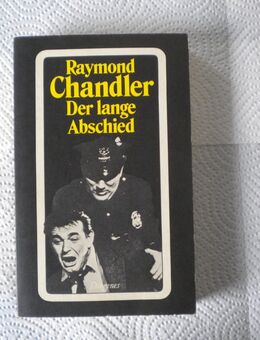 Raymond
Chandler
Der lange
Abschied
Diogenes